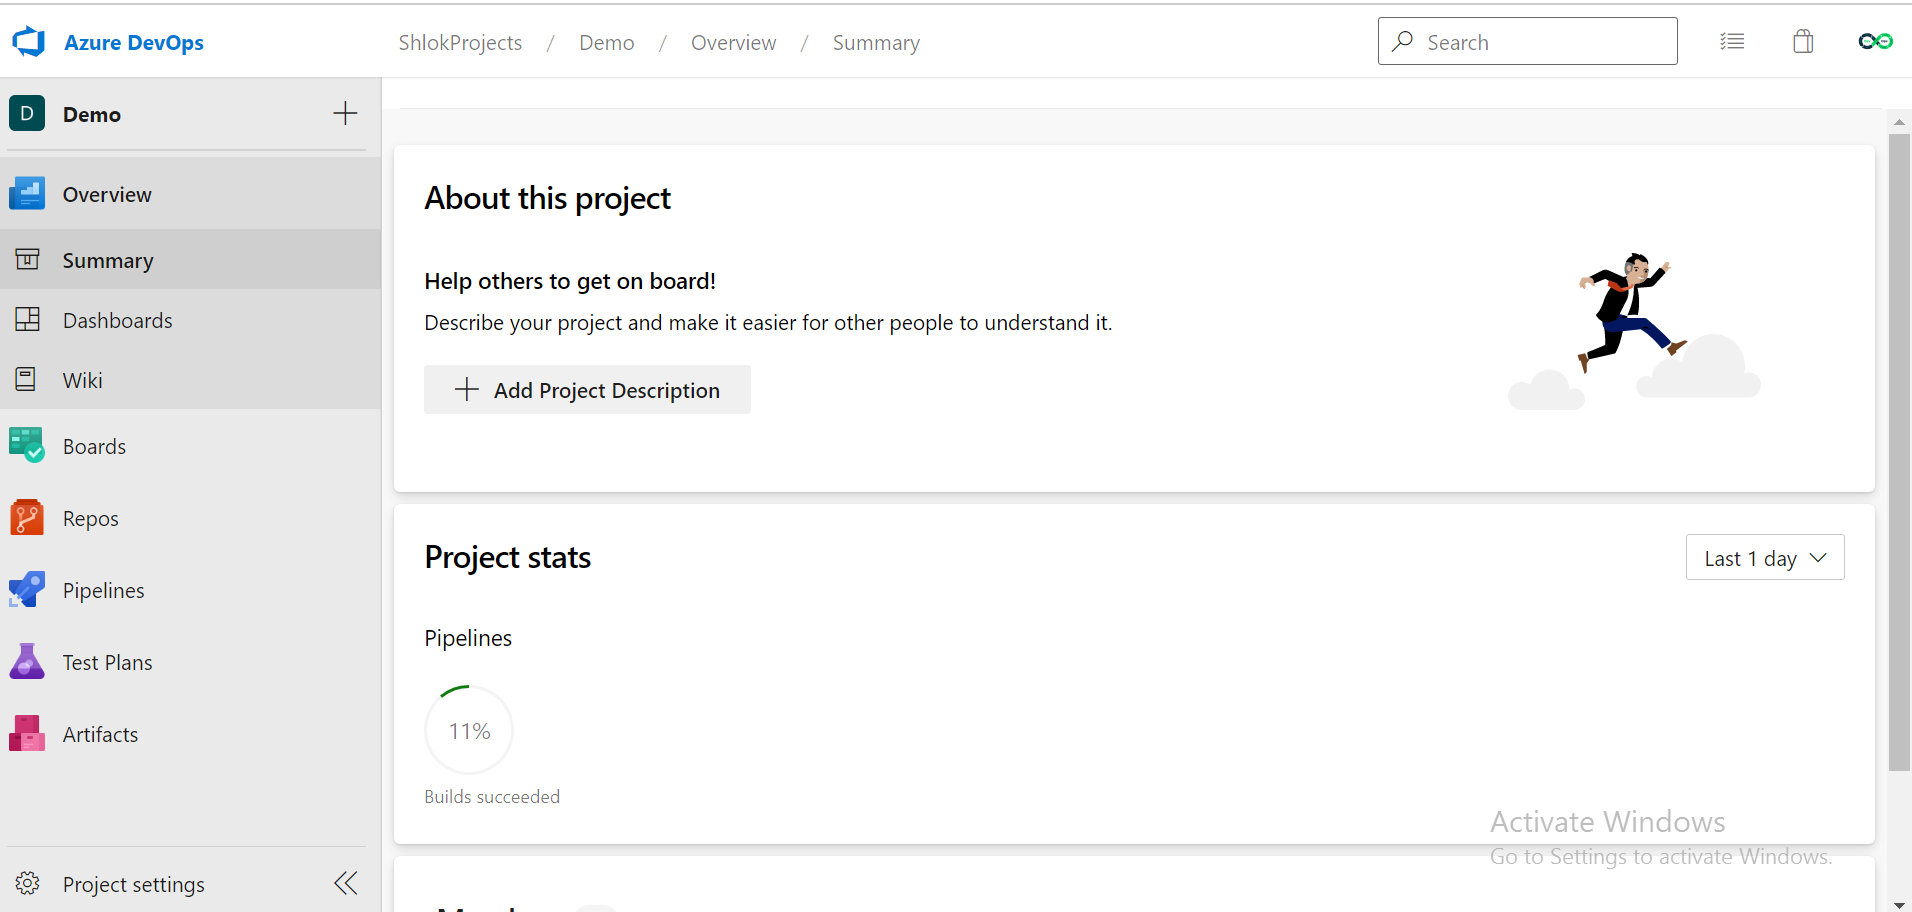 Azure DevOps
ShlokProjects / Demo / Overview / Summary
Search
D Demo
Overview
Summary
Dashboards
Wiki
Boards
Repos
Pipelines
Test Plans
Artifacts
Project settings
About this project
Help others to get on board!
Describe your project and make it easier for other people to understand it.
Add Project Description
Project stats
Last 1 day
Pipelines
11%
Builds succeeded
Activate Windows
Go to Settings to activate Windows.